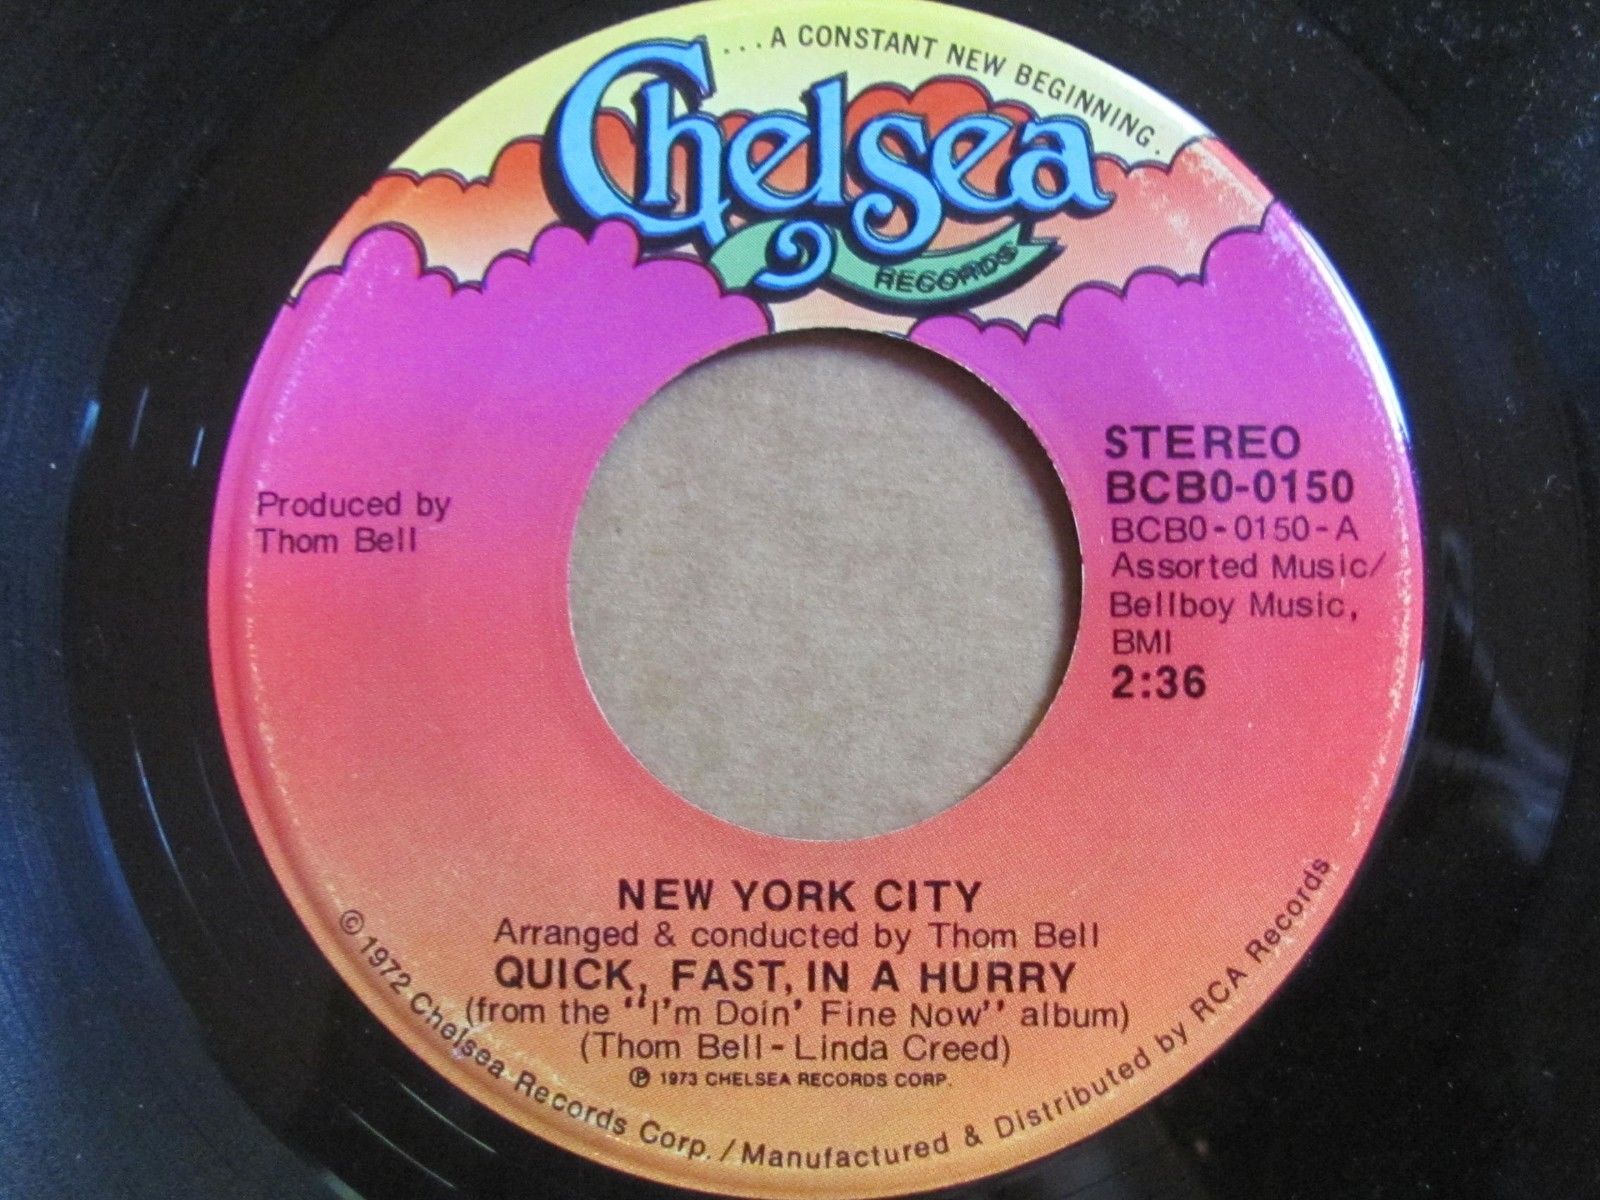 ...A CONSTANT NEW BEGINNING.
Chelsea
RECORDS
Produced by
Thom Bell
STEREO
BCB0-0150
BCB0-0150-A
Assorted Music/
Bellboy Music,
BMI
2:36
NEW YORK CITY
Arranged & conducted by Thom Bell
QUICK, FAST, IN A HURRY
(from the "I'm Doin' Fine Now" album)
(Thom Bell-Linda Creed)
℗ 1973 CHELSEA RECORDS CORP.
© 1972 Chelsea Records Corp. / Manufactured & Distributed by RCA Records